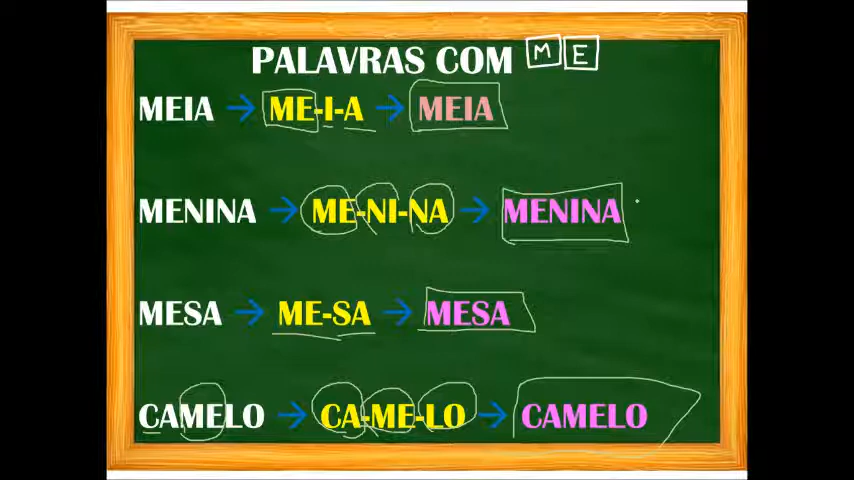 PALAVRAS COM ME
MEIA → ME-I-A → MEIA
MENINA → ME-NI-NA → MENINA
MESA → ME-SA → MESA
CAMELO → CA-ME-LO → CAMELO